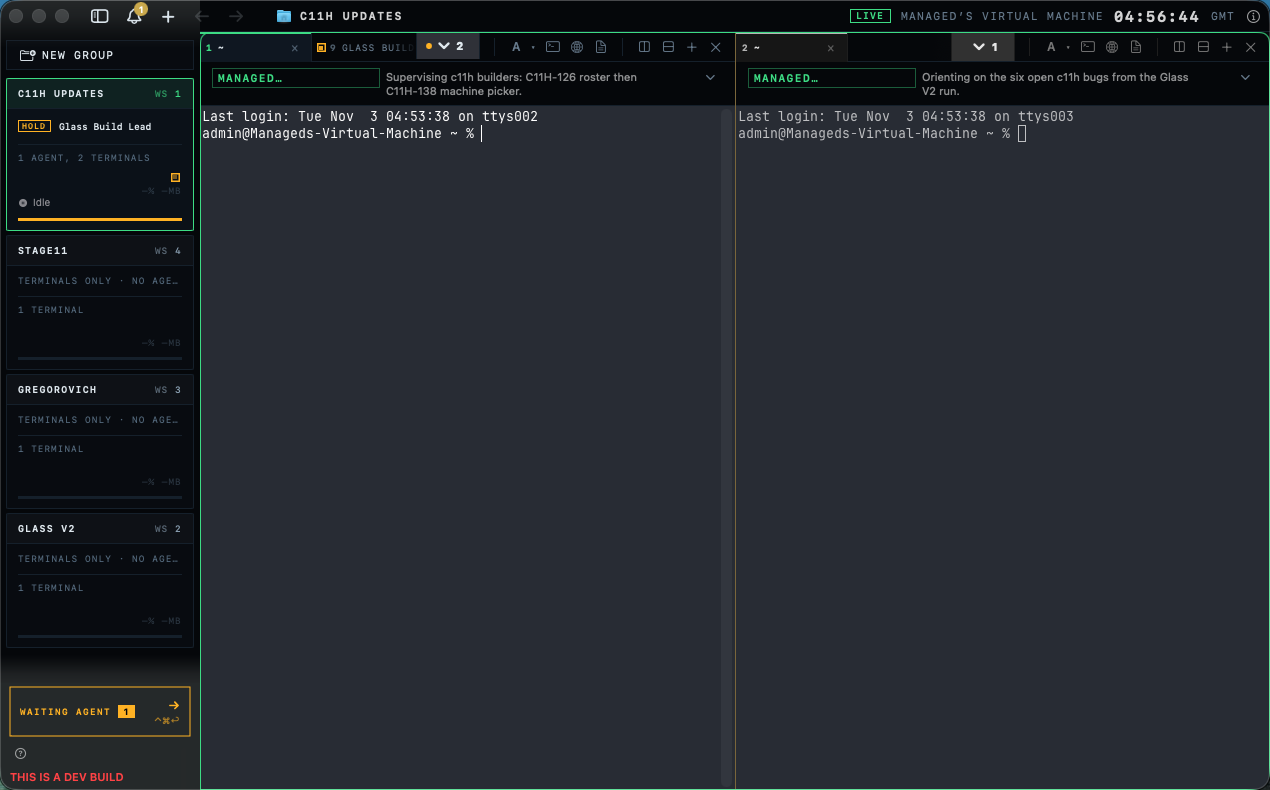 1
C11H UPDATES
LIVE MANAGED'S VIRTUAL MACHINE 04:56:44 GMT
NEW GROUP
C11H UPDATES WS 1
HOLD Glass Build Lead
1 AGENT, 2 TERMINALS
—% —MB
Idle
STAGE11 WS 4
TERMINALS ONLY · NO AGE…
1 TERMINAL
—% —MB
GREGOROVICH WS 3
TERMINALS ONLY · NO AGE…
1 TERMINAL
—% —MB
GLASS V2 WS 2
TERMINALS ONLY · NO AGE…
1 TERMINAL
—% —MB
WAITING AGENT 1
^⌘⏎
THIS IS A DEV BUILD
1 ~ 9 GLASS BUILD 2 A
MANAGED…
Supervising c11h builders: C11H-126 roster then
C11H-138 machine picker.
Last login: Tue Nov  3 04:53:38 on ttys002
admin@Manageds-Virtual-Machine ~ %
2 ~ 1 A
MANAGED…
Orienting on the six open c11h bugs from the Glass
V2 run.
Last login: Tue Nov  3 04:53:38 on ttys003
admin@Manageds-Virtual-Machine ~ %